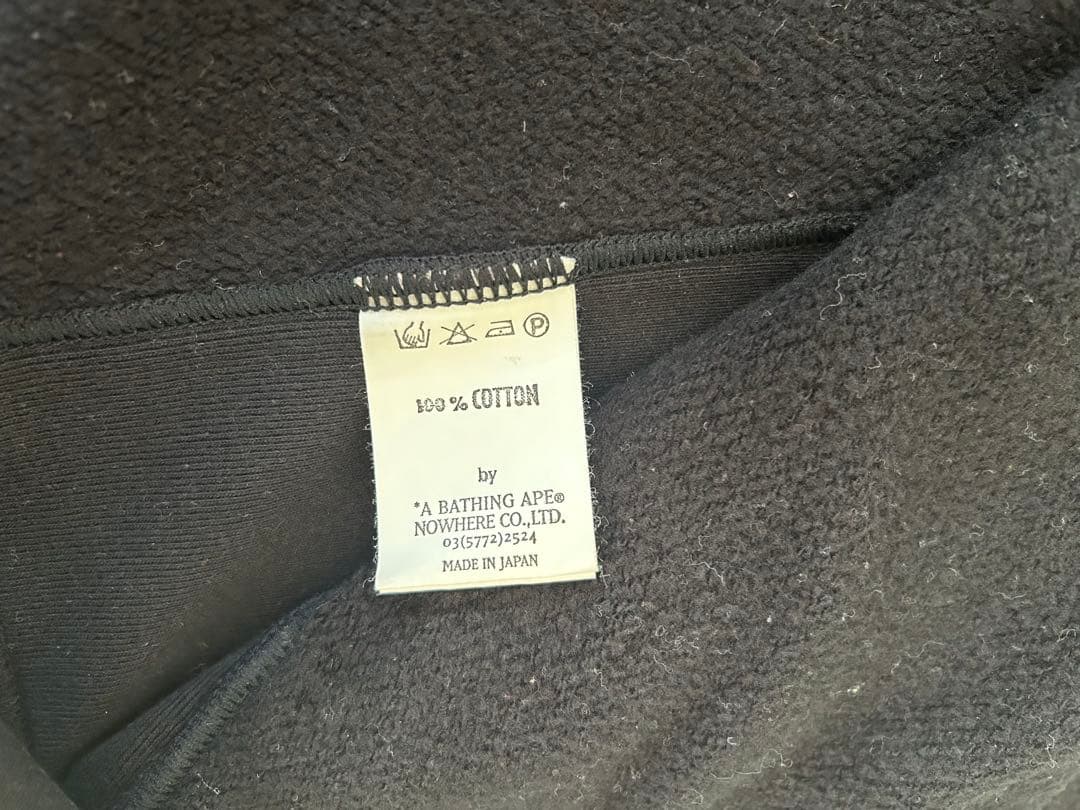 100 % COTTON
by
*A BATHING APE®
NOWHERE CO.,LTD.
03(5772)2524
MADE IN JAPAN